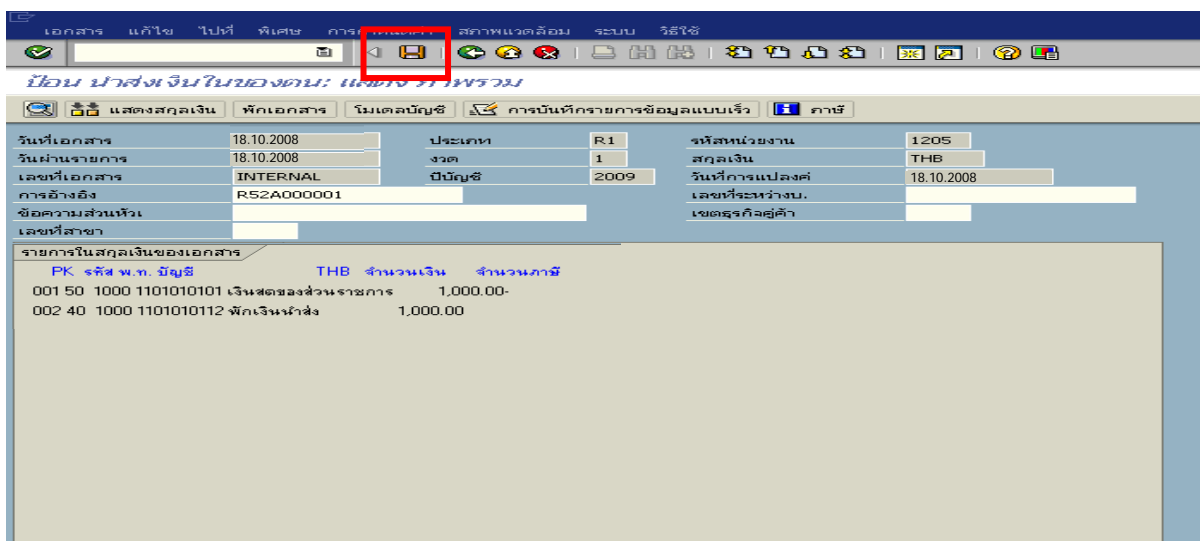 เอกสาร แก้ไข ไปที่ พิเศษ สภาพแวดล้อม ระบบ วิธีใช้
ป้อน นำส่งเงินในของตน: แสดง ภาพรวม
แสดงสกุลเงิน พักเอกสาร โมเดลบัญชี การบันทึกรายการข้อมูลแบบเร็ว ภาษี
วันที่เอกสาร 18.10.2008 ประเภท R1 รหัสหน่วยงาน 1205
วันผ่านรายการ 18.10.2008 งวด 1 สกุลเงิน THB
เลขที่เอกสาร INTERNAL ปีบัญชี 2009 วันที่การแปลงค่ 18.10.2008
การอ้างอิง R52A000001 เลขที่ระหว่างบ.
ข้อความส่วนหัวเ เขตธุรกิจคู่ค้า
เลขที่สาขา
รายการในสกุลเงินของเอกสาร
PK รหัส พ.ท. บัญชี THB จำนวนเงิน จำนวนภาษี
001 50 1000 1101010101 เงินสดของส่วนราชการ 1,000.00-
002 40 1000 1101010112 พักเงินนำส่ง 1,000.00